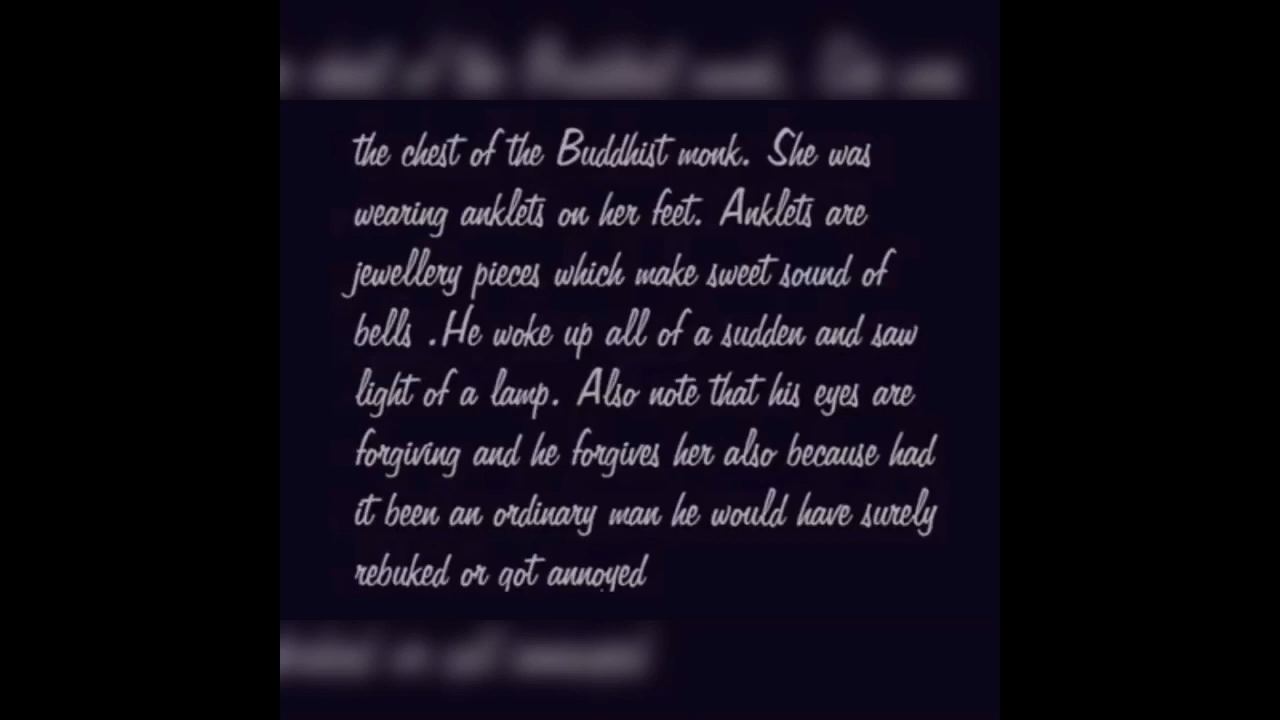 the chest of the Buddhist monk. She was
wearing anklets on her feet. Anklets are
jewellery pieces which make sweet sound of
bells .He woke up all of a sudden and saw
light of a lamp. Also note that his eyes are
forgiving and he forgives her also because had
it been an ordinary man he would have surely
rebuked or got annoyed